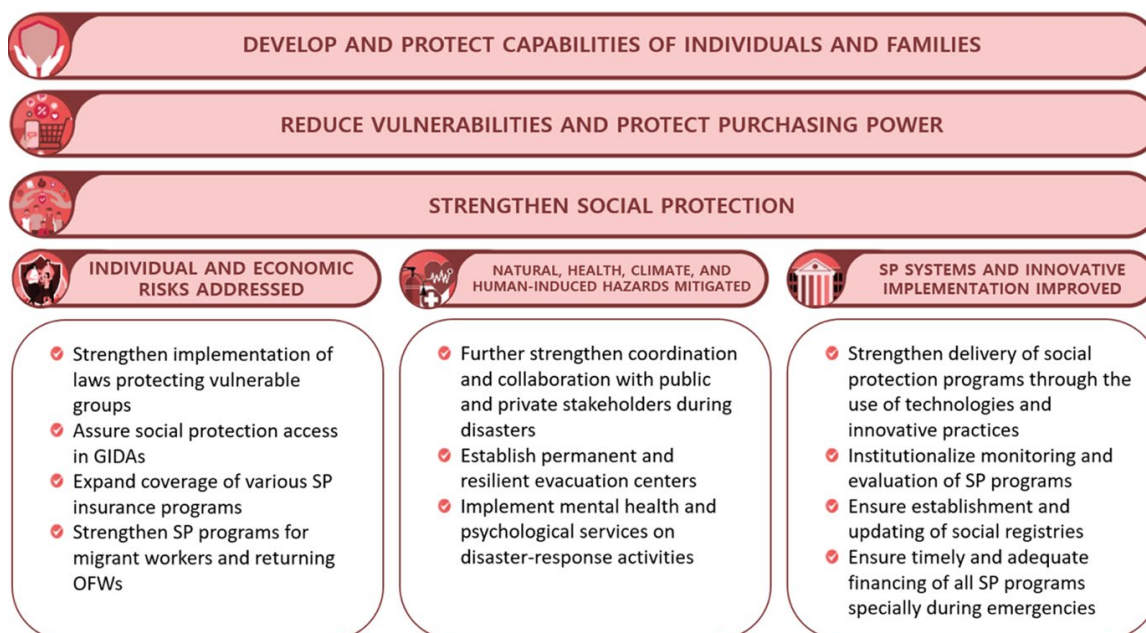 DEVELOP AND PROTECT CAPABILITIES OF INDIVIDUALS AND FAMILIES
REDUCE VULNERABILITIES AND PROTECT PURCHASING POWER
STRENGTHEN SOCIAL PROTECTION
INDIVIDUAL AND ECONOMIC
RISKS ADDRESSED
Strengthen implementation of
laws protecting vulnerable
groups
Assure social protection access
in GIDAs
Expand coverage of various SP
insurance programs
Strengthen SP programs for
migrant workers and returning
OFWs
NATURAL, HEALTH, CLIMATE, AND
HUMAN-INDUCED HAZARDS MITIGATED
Further strengthen coordination
and collaboration with public
and private stakeholders during
disasters
Establish permanent and
resilient evacuation centers
Implement mental health and
psychological services on
disaster-response activities
SP SYSTEMS AND INNOVATIVE
IMPLEMENTATION IMPROVED
Strengthen delivery of social
protection programs through the
use of technologies and
innovative practices
Institutionalize monitoring and
evaluation of SP programs
Ensure establishment and
updating of social registries
Ensure timely and adequate
financing of all SP programs
specially during emergencies